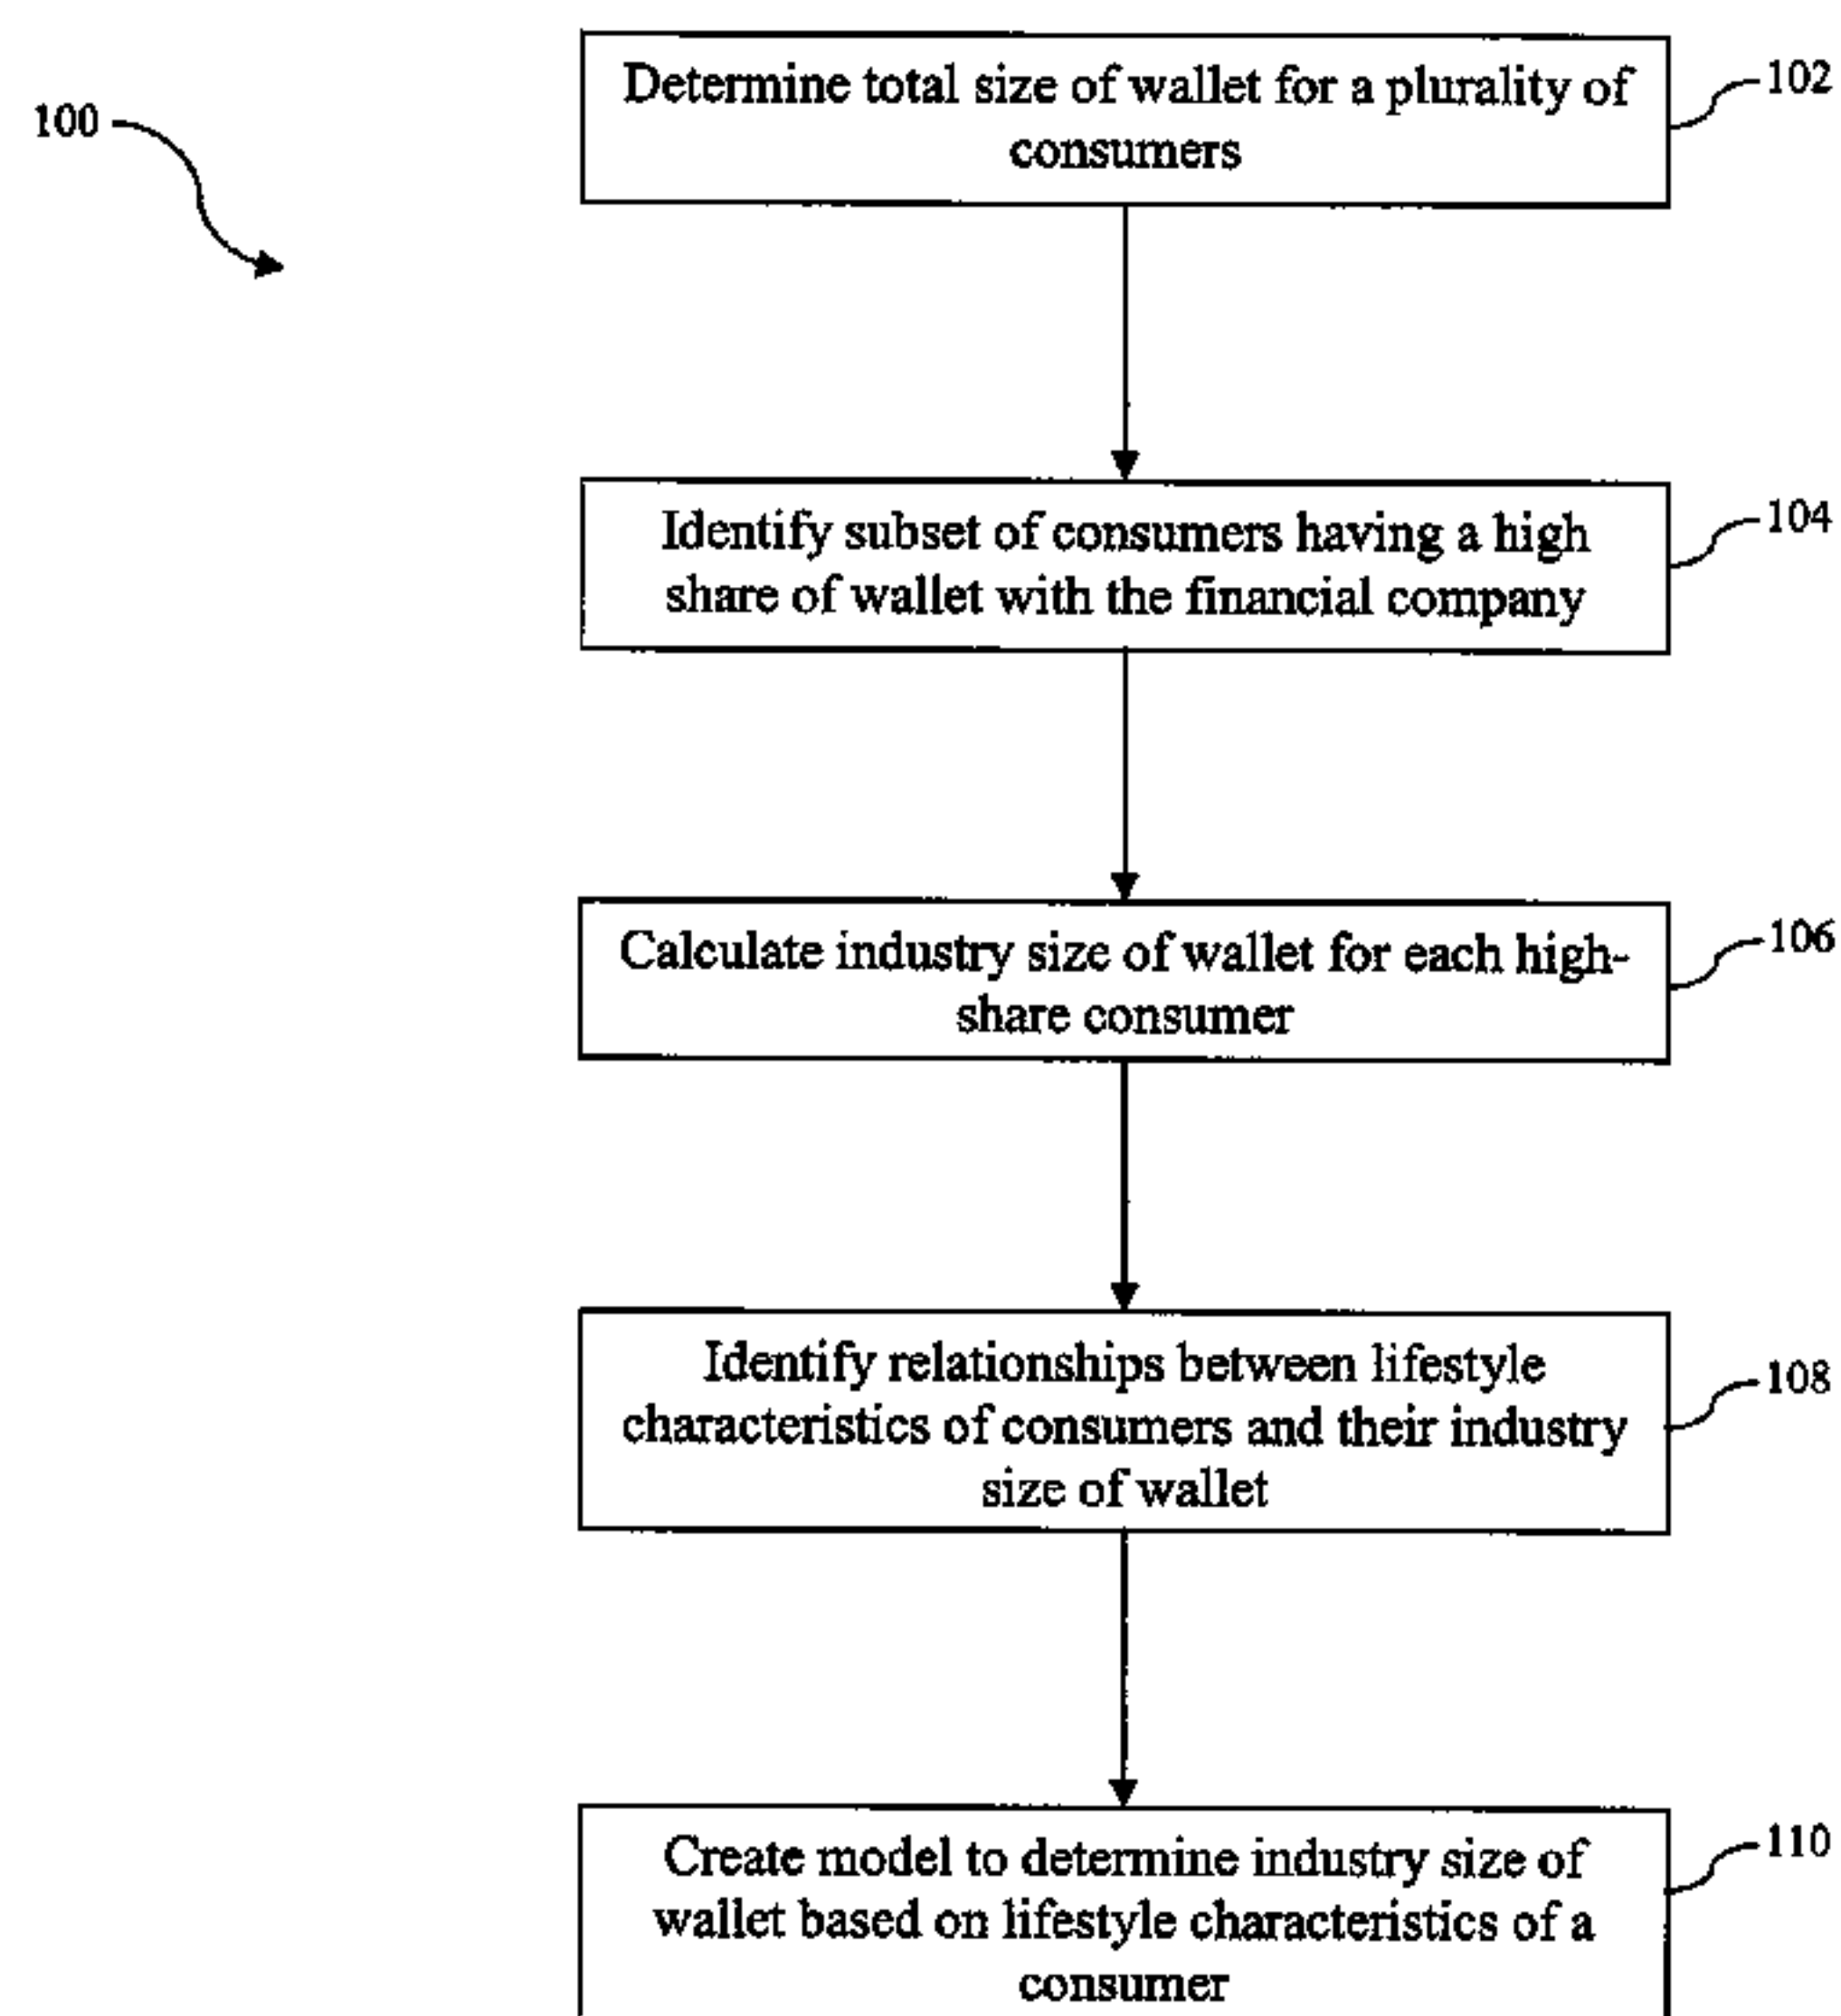 100
Determine total size of wallet for a plurality of
consumers
102
Identify subset of consumers having a high
share of wallet with the financial company
104
Calculate industry size of wallet for each high-
share consumer
106
Identify relationships between lifestyle
characteristics of consumers and their industry
size of wallet
108
Create model to determine industry size of
wallet based on lifestyle characteristics of a
consumer
110